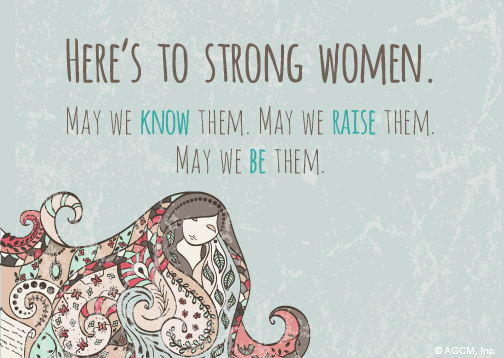 Here's to strong women.
May we know them. May we raise them.
May we be them.
© AGCM, Inc.